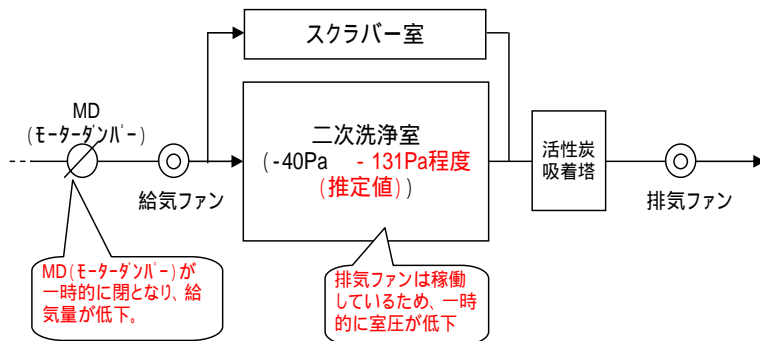 スクラバー室
MD
(モーターダンパー)
二次洗浄室
(-40Pa - 131Pa程度
(推定値))
活性炭
吸着塔
給気ファン
排気ファン
MD(モーターダンパー)が
一時的に閉となり、給
気量が低下。
排気ファンは稼働
しているため、一時
的に室圧が低下